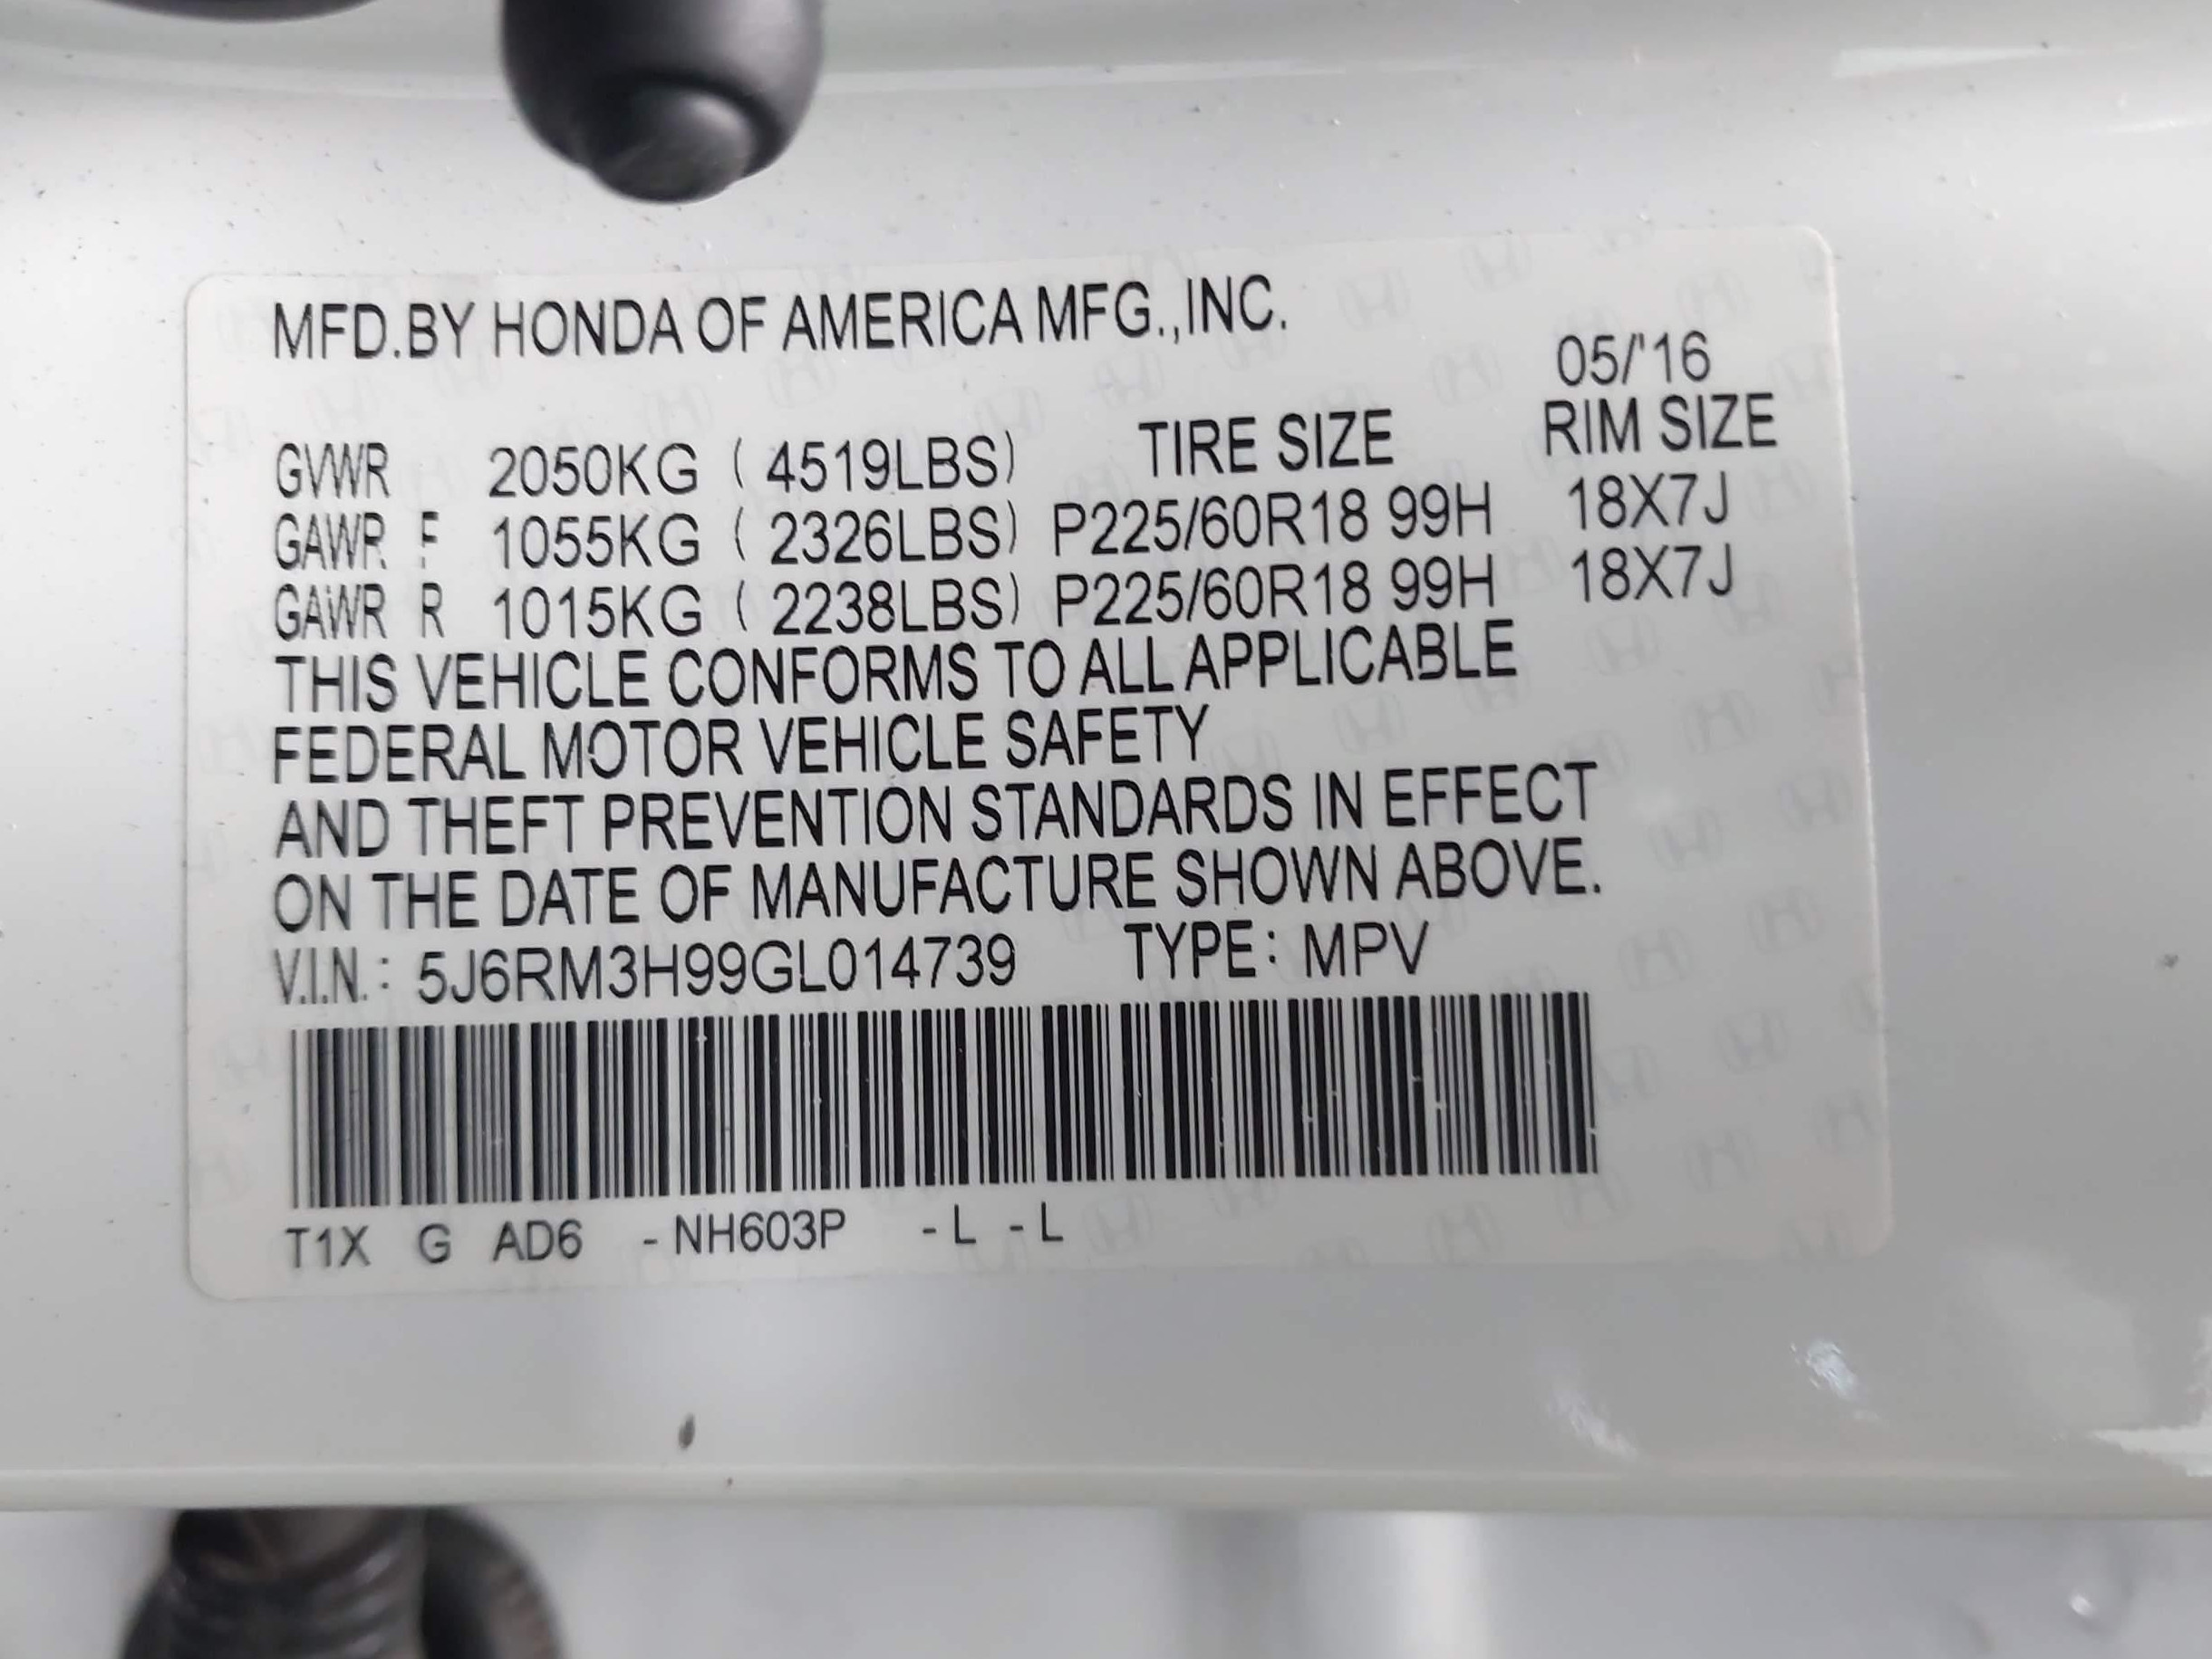 MFD.BY HONDA OF AMERICA MFG.,INC.
05/'16
GVWR 2050KG ( 4519LBS) TIRE SIZE RIM SIZE
GAWR F 1055KG ( 2326LBS) P225/60R18 99H 18X7J
GAWR R 1015KG ( 2238LBS) P225/60R18 99H 18X7J
THIS VEHICLE CONFORMS TO ALL APPLICABLE
FEDERAL MOTOR VEHICLE SAFETY
AND THEFT PREVENTION STANDARDS IN EFFECT
ON THE DATE OF MANUFACTURE SHOWN ABOVE.
V.I.N.: 5J6RM3H99GL014739 TYPE: MPV
T1X G AD6 -NH603P -L -L